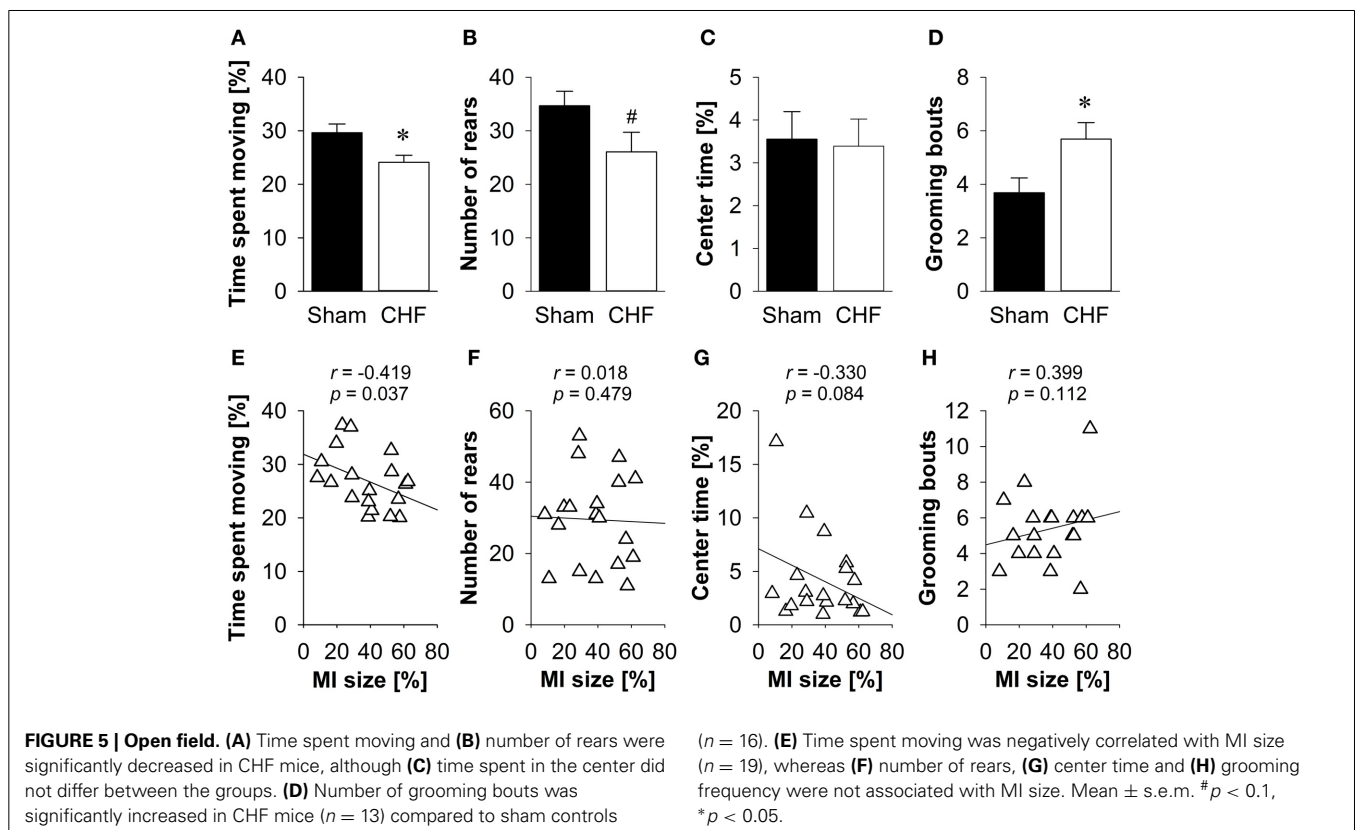 A
Time spent moving [%]
40
30
20
10
0
*
Sham CHF
B
Number of rears
40
30
20
10
0
#
Sham CHF
C
Center time [%]
5
4
3
2
1
0
Sham CHF
D
Grooming bouts
8
6
4
2
0
*
Sham CHF
E
r = -0.419
p = 0.037
Time spent moving [%]
40
30
20
10
0
0 20 40 60 80
MI size [%]
F
r = 0.018
p = 0.479
Number of rears
60
40
20
0
0 20 40 60 80
MI size [%]
G
r = -0.330
p = 0.084
Center time [%]
20
15
10
5
0
0 20 40 60 80
MI size [%]
H
r = 0.399
p = 0.112
Grooming bouts
12
10
8
6
4
2
0
0 20 40 60 80
MI size [%]
FIGURE 5 | Open field. (A) Time spent moving and (B) number of rears were
significantly decreased in CHF mice, although (C) time spent in the center did
not differ between the groups. (D) Number of grooming bouts was
significantly increased in CHF mice (n = 13) compared to sham controls
(n = 16). (E) Time spent moving was negatively correlated with MI size
(n = 19), whereas (F) number of rears, (G) center time and (H) grooming
frequency were not associated with MI size. Mean ± s.e.m. #p < 0.1,
*p < 0.05.